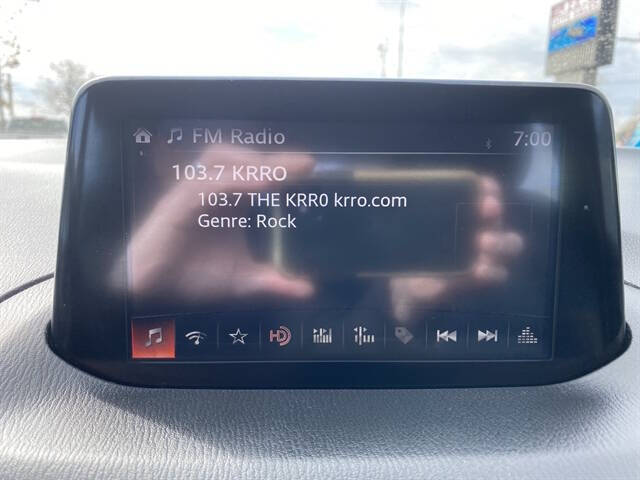 FM Radio 7:00
103.7 KRRO
103.7 THE KRR0 krro.com
Genre: Rock
HD